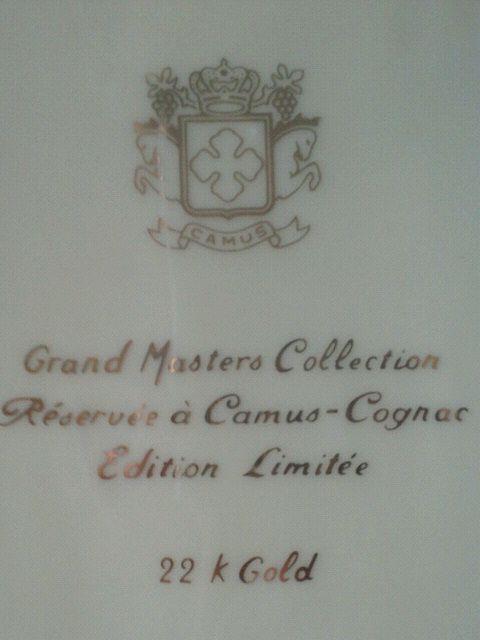 CAMUS
Grand Masters Collection
Réservée à Camus-Cognac
Edition Limitée
22 k Gold